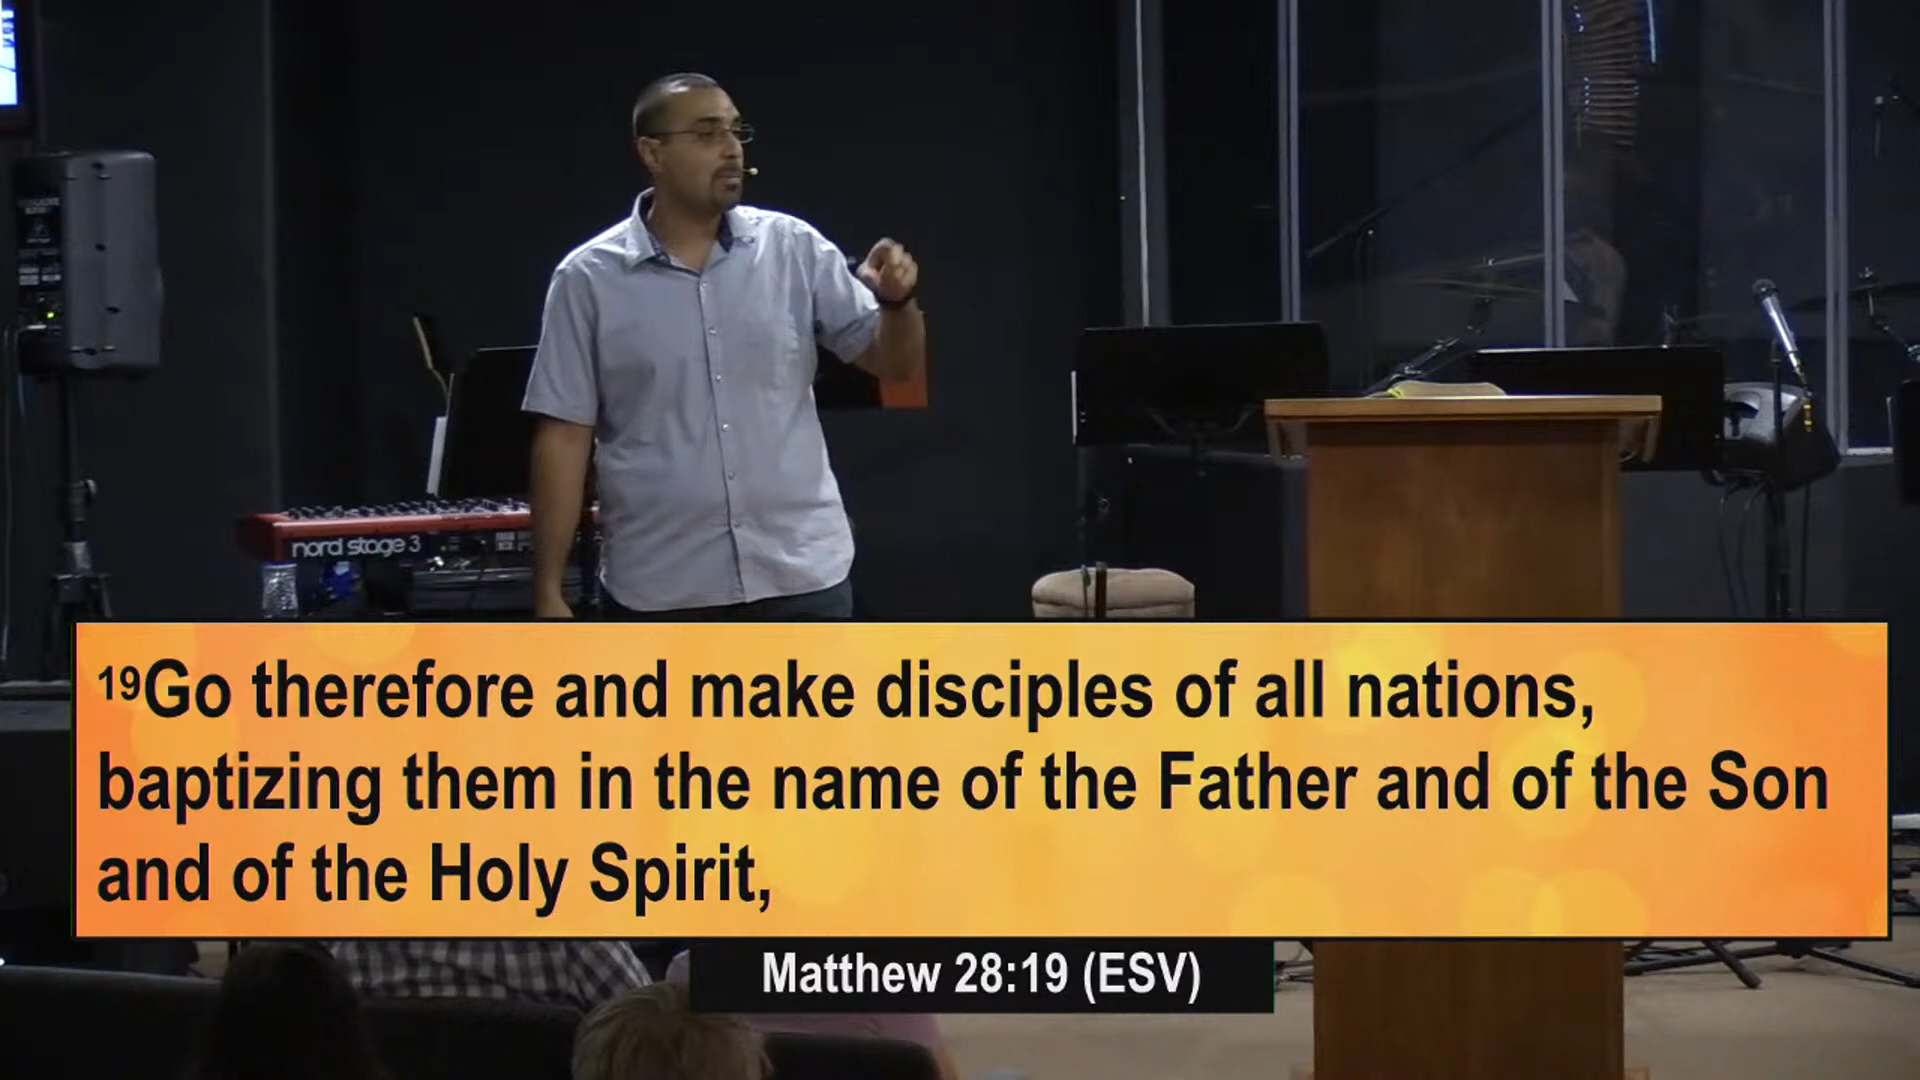 nord stage 3
19Go therefore and make disciples of all nations,
baptizing them in the name of the Father and of the Son
and of the Holy Spirit,
Matthew 28:19 (ESV)